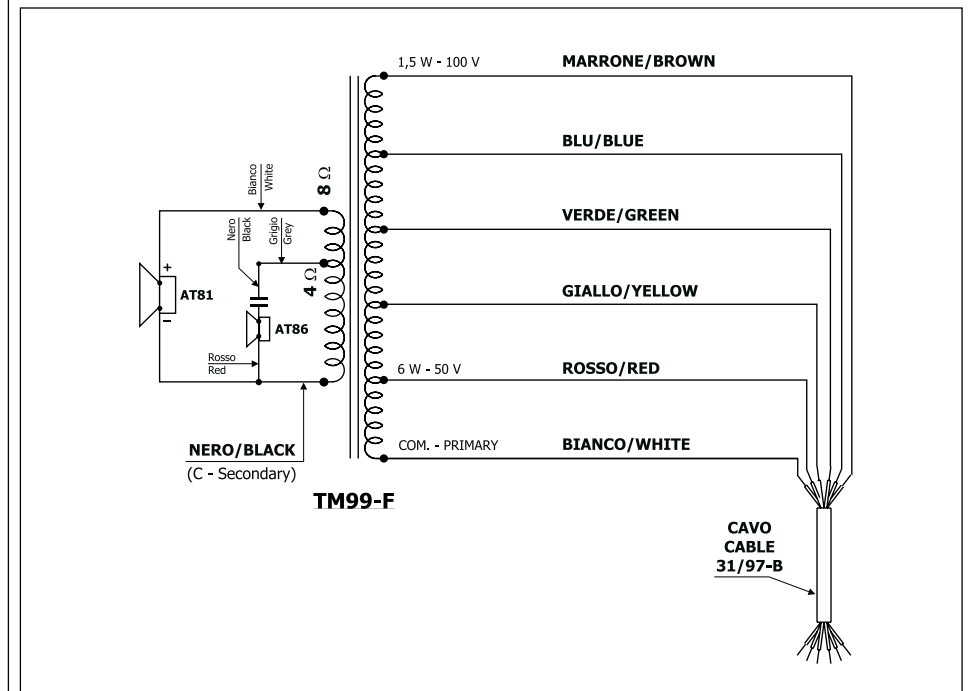 1,5 W - 100 V
MARRONE/BROWN
BLU/BLUE
Bianco
White
8 Ω
Nero
Black
Grigio
Grey
VERDE/GREEN
4 Ω
+
AT81
−
GIALLO/YELLOW
AT86
Rosso
Red
6 W - 50 V
ROSSO/RED
NERO/BLACK
(C - Secondary)
COM. - PRIMARY
BIANCO/WHITE
TM99-F
CAVO
CABLE
31/97-B